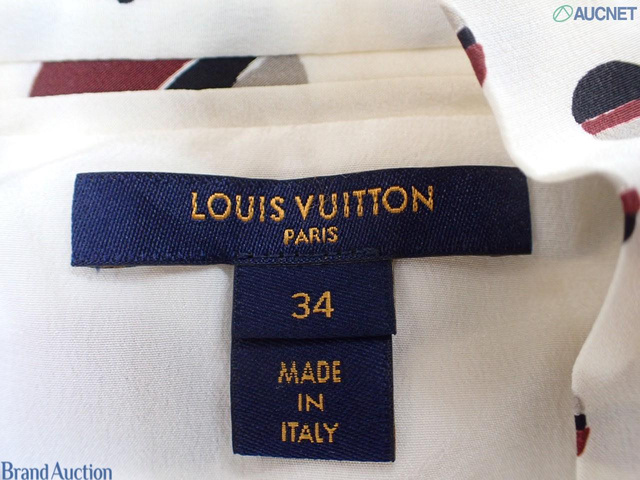 AUCNET
LOUIS VUITTON
PARIS
34
MADE
IN
ITALY
Brand Auction